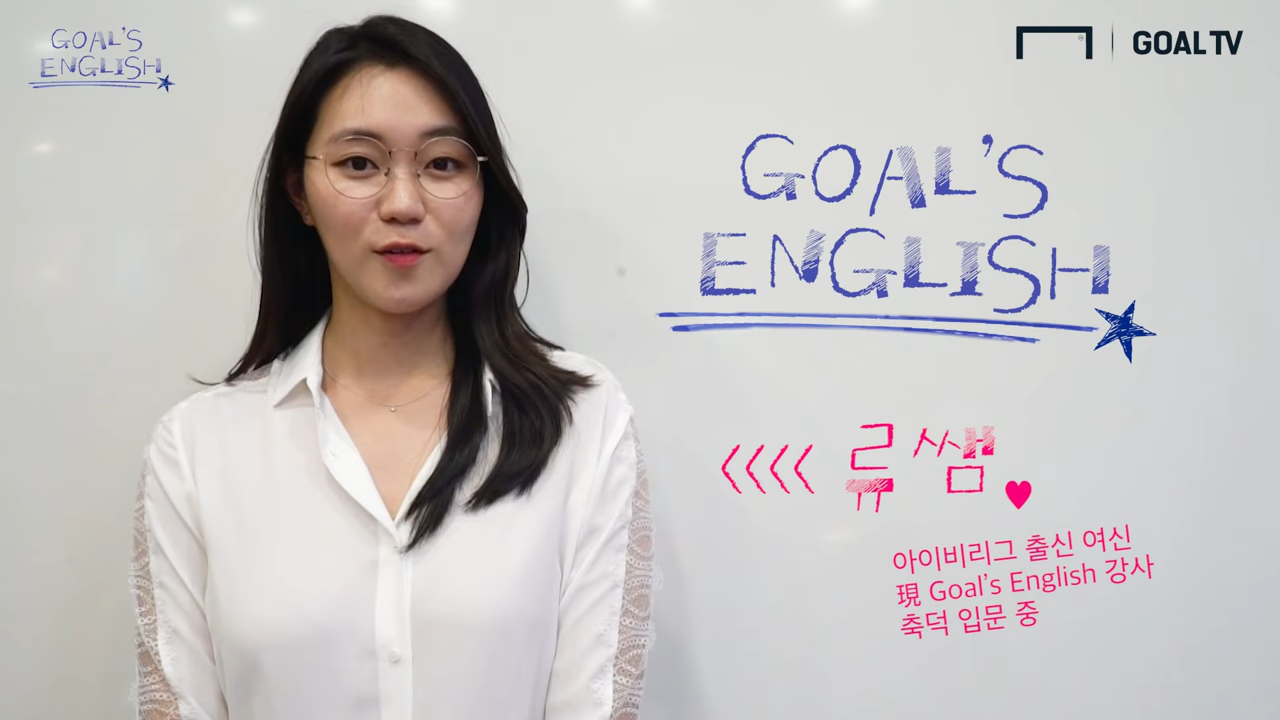 GOAL'S
ENGLISH
GOAL TV
GOAL'S
ENGLISH
<<<< 류쌤
아이비리그 출신 여신
現 Goal's English 강사
축덕 입문 중